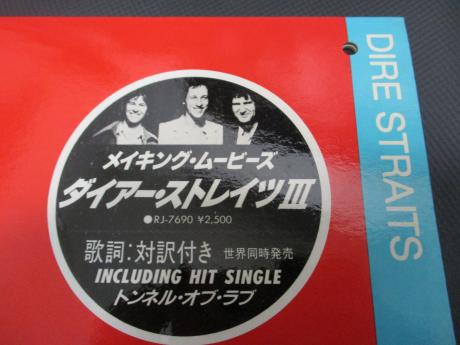 メイキング・ムービーズ
ダイアー・ストレイツIII
●RJ-7690 ¥2,500
歌詞:対訳付き 世界同時発売
INCLUDING HIT SINGLE
トンネル・オブ・ラブ
DIRE STRAITS